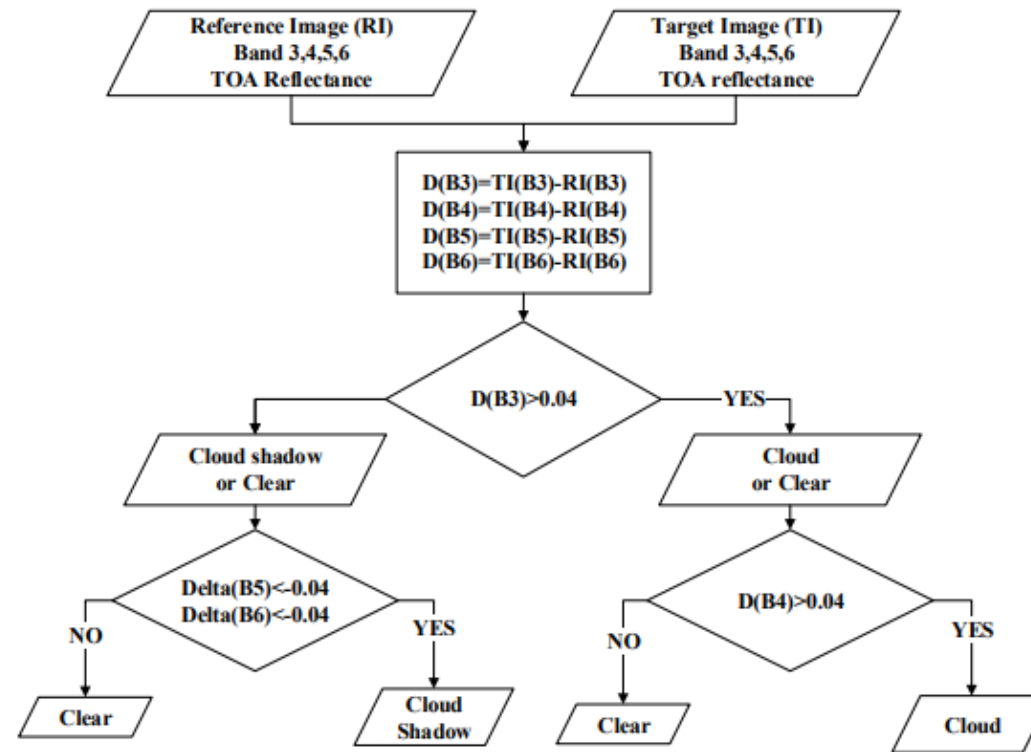 Reference Image (RI)
Band 3,4,5,6
TOA Reflectance
Target Image (TI)
Band 3,4,5,6
TOA reflectance
D(B3)=TI(B3)-RI(B3)
D(B4)=TI(B4)-RI(B4)
D(B5)=TI(B5)-RI(B5)
D(B6)=TI(B6)-RI(B6)
D(B3)>0.04
YES
Cloud shadow
or Clear
Cloud
or Clear
Delta(B5)<-0.04
Delta(B6)<-0.04
NO
YES
D(B4)>0.04
NO
YES
Clear
Cloud
Shadow
Clear
Cloud